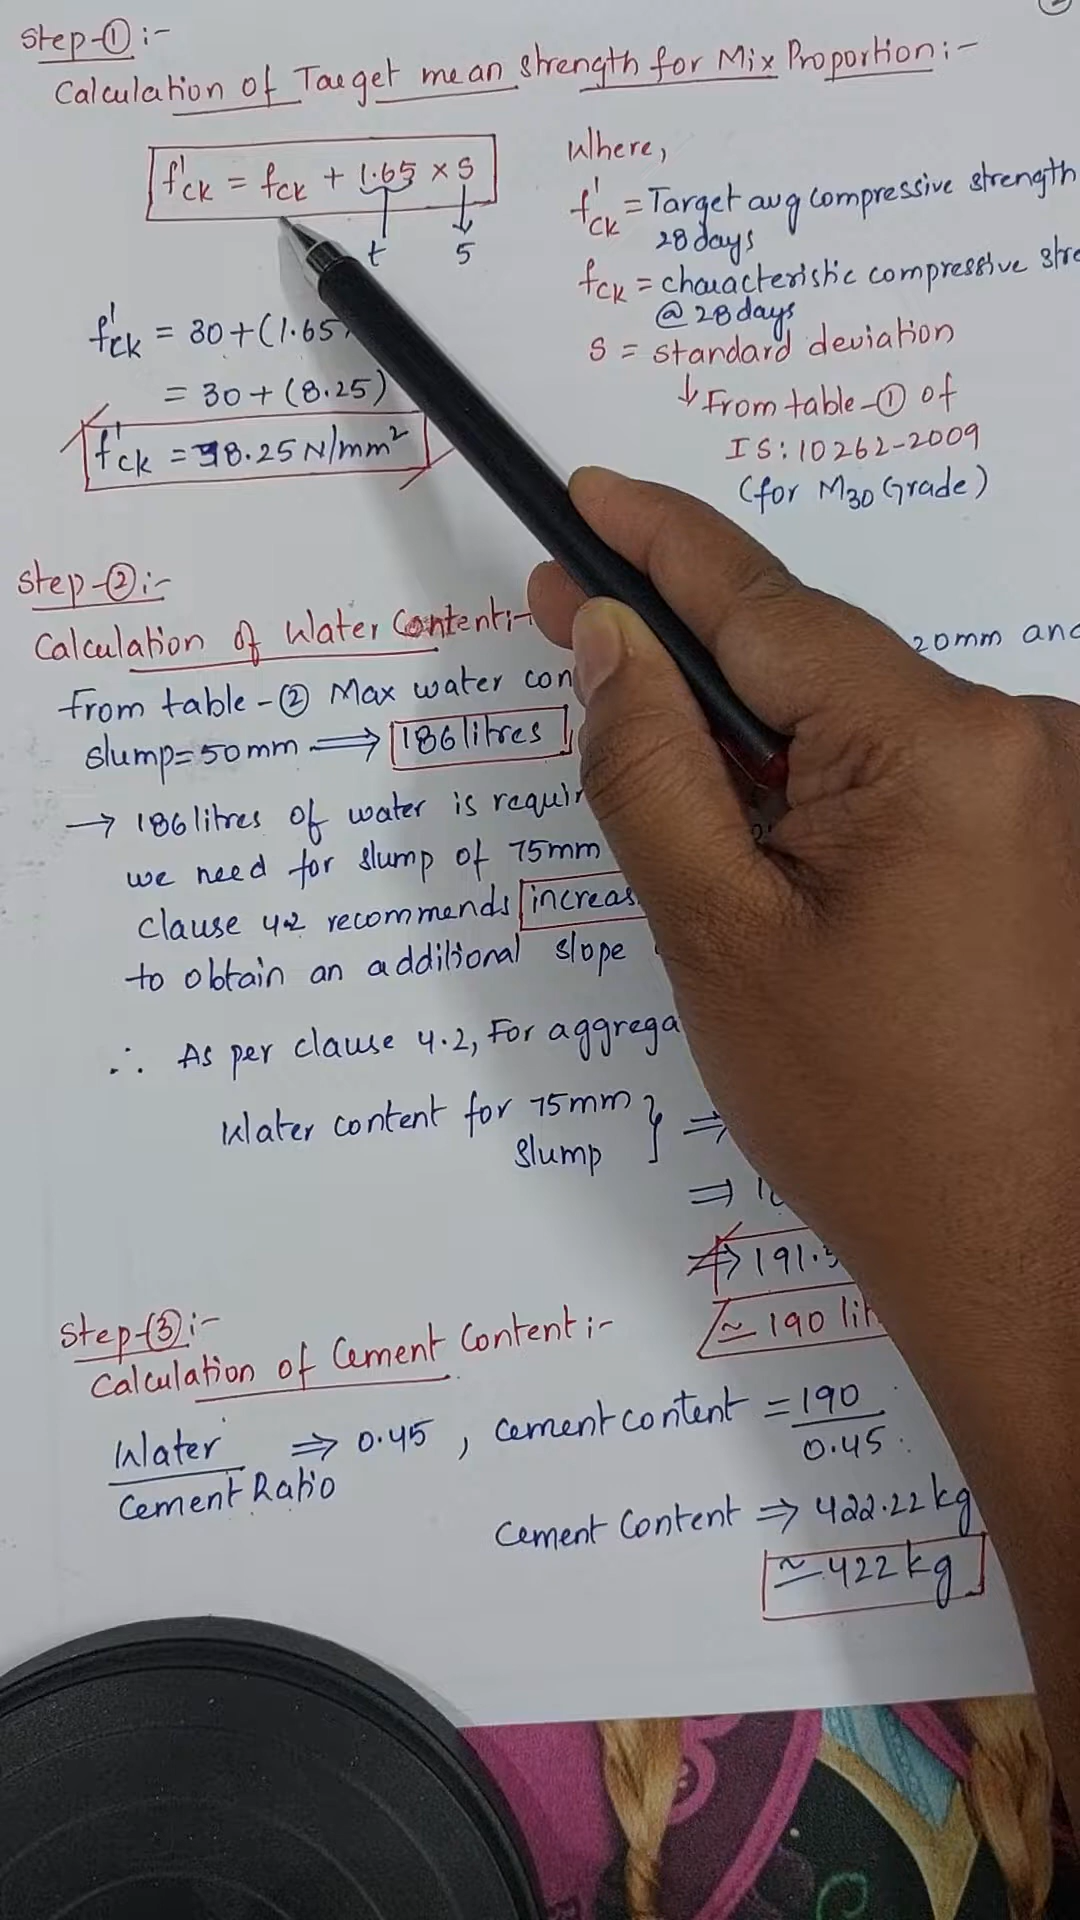 Step-①:-
Calculation of Target mean strength for Mix Proportion:-
f'ck = fck + 1.65 × S
t 5
Where,
f'ck = Target avg compressive strength
28 days
fck = characteristic compressive
@ 28 days
S = standard deviation
↓ From table-① of
IS: 10262-2009
(for M30 Grade)
f'ck = 30+(1.65
= 30+(8.25)
f'ck = 38.25 N/mm²
Step-②:-
Calculation of Water Content:-
From table-② Max water
20mm and
slump=50mm ⟹ 186 litres
→ 186 litres of water is
we need for slump of 75mm
clause 4.2 recommends
to obtain an additional slope
∴ As per clause 4.2, For
Water content for 75mm } ⇒
slump
⇒
⇒ 191.
≃ 190
Step-(3):-
Calculation of Cement Content:-
Water / Cement Ratio ⇒ 0.45 , cement content = 190 / 0.45
Cement Content ⇒ 422.22 kg
≃ 422 kg